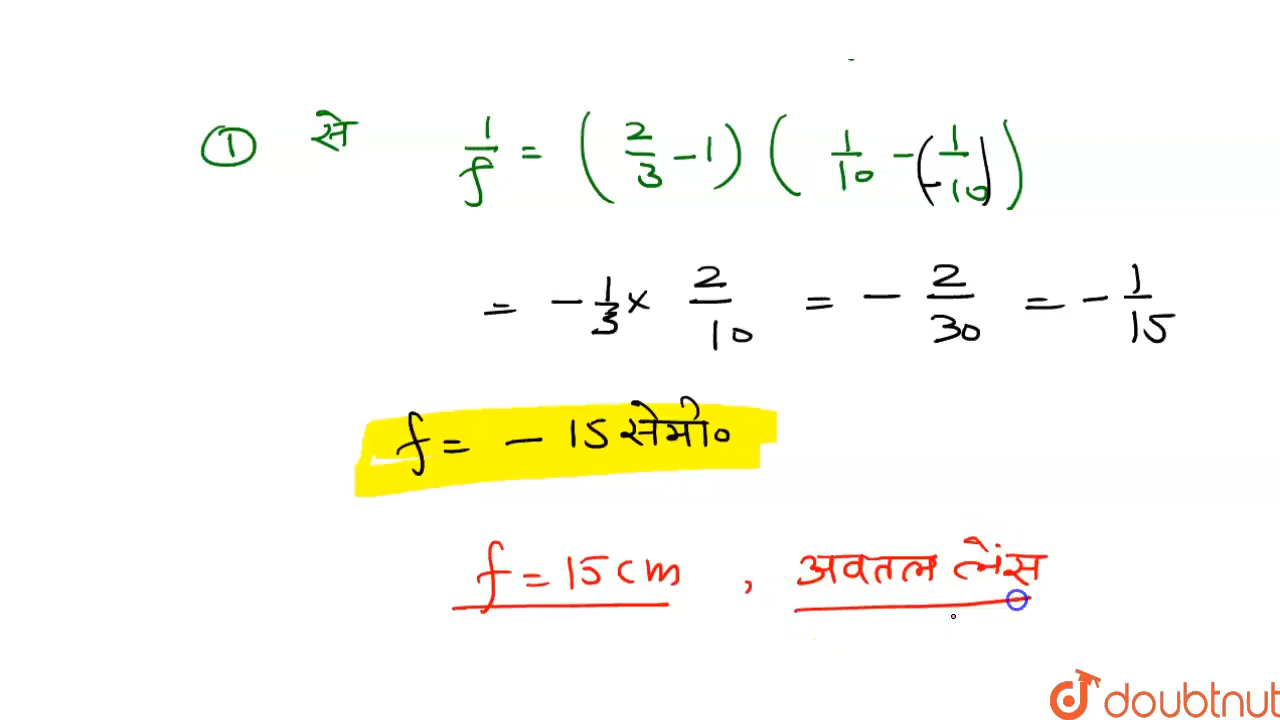 ① से 1/f = (2/3 - 1) (1/10 - (1/-10))
= - 1/3 × 2/10 = - 2/30 = - 1/15
f = - 15 सेमी०
f = 15 cm , अवतल लेंस
doubtnut